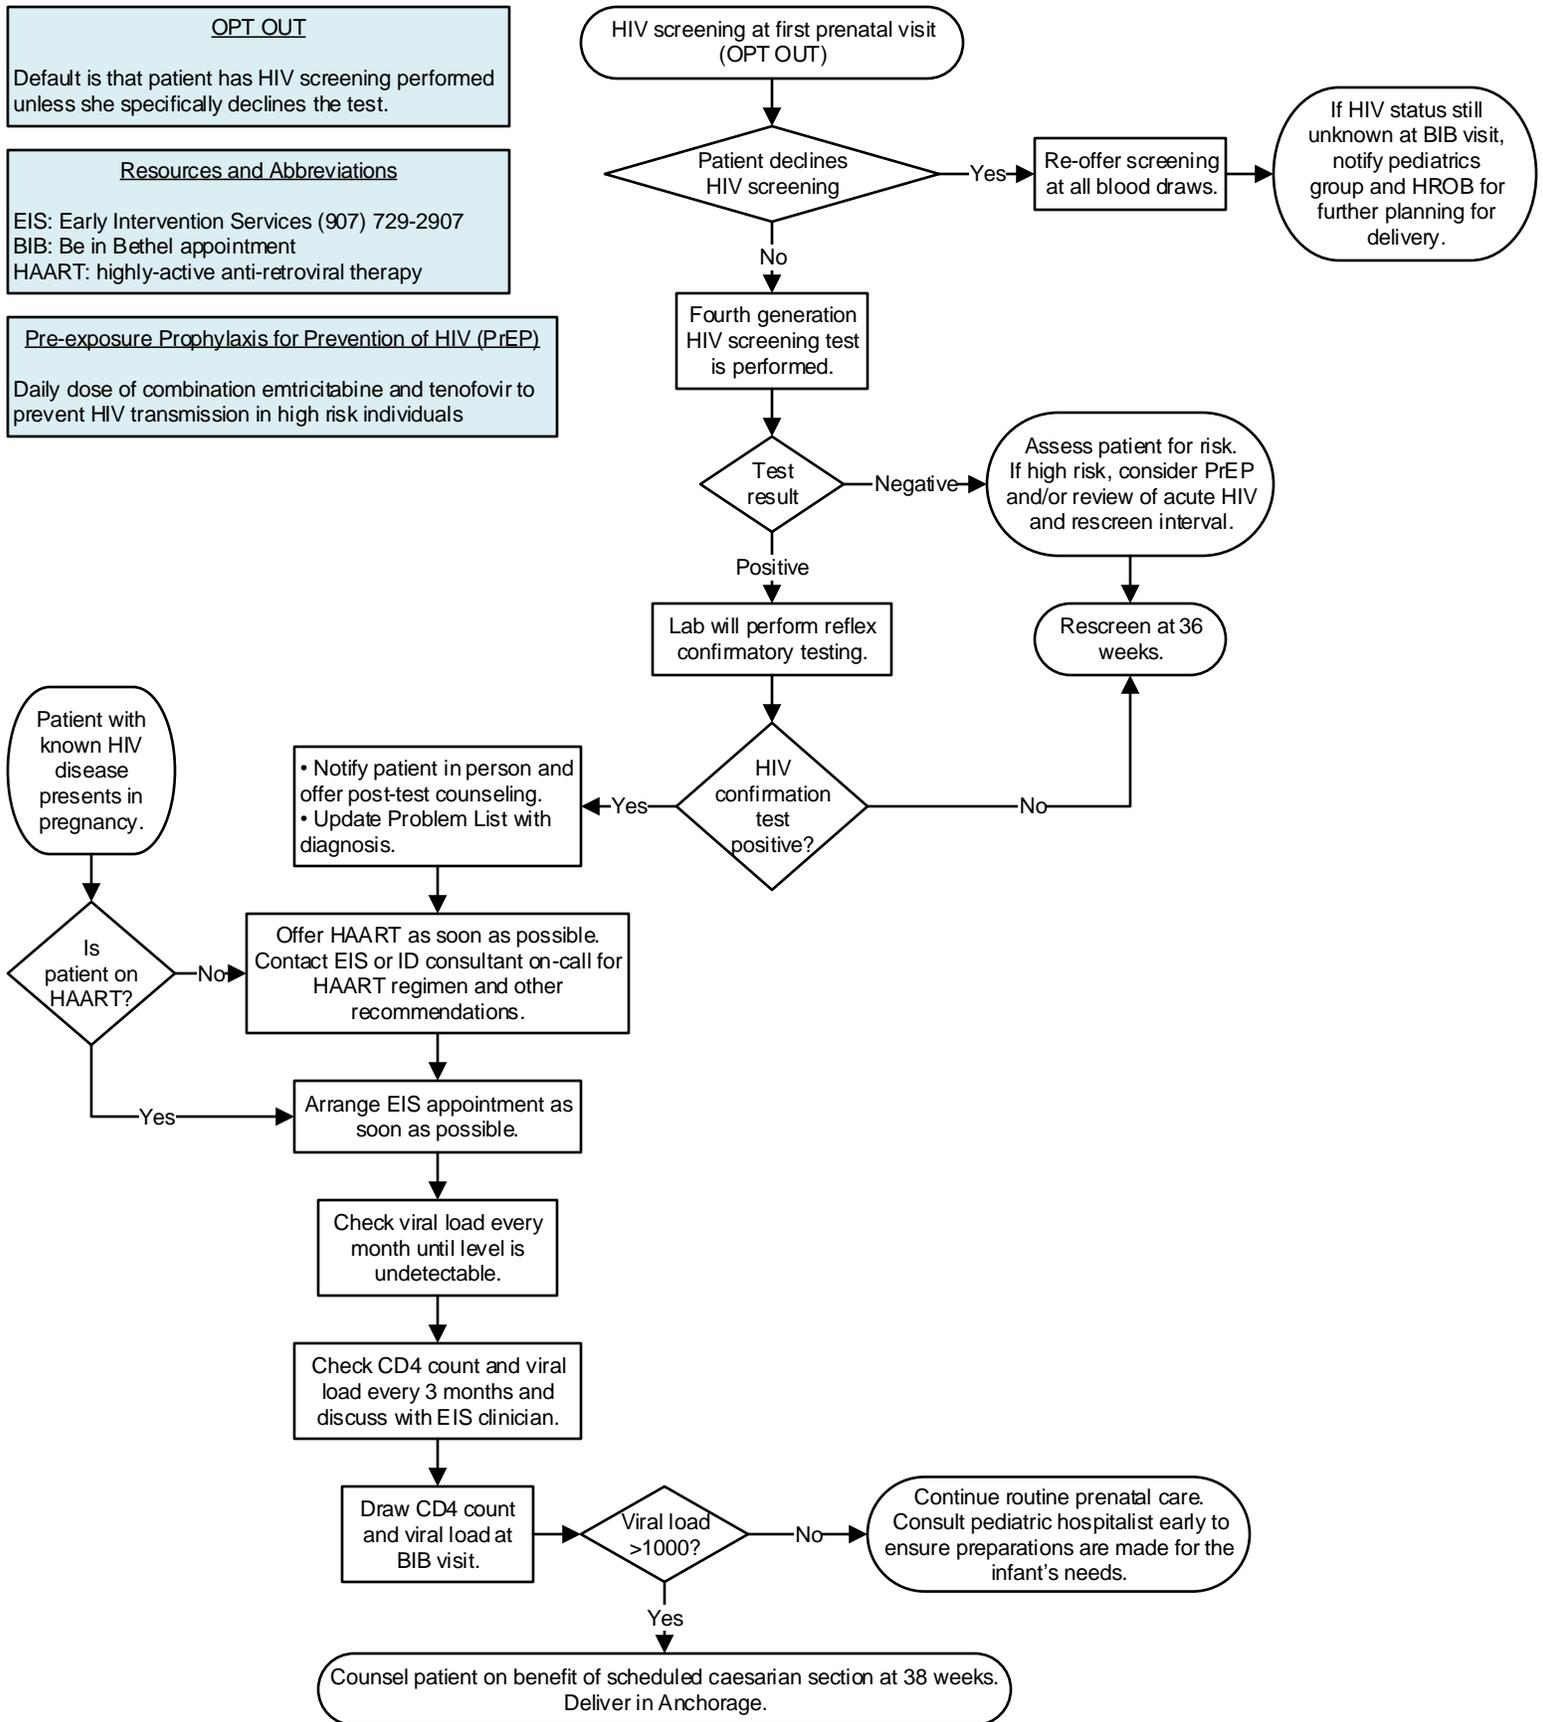 OPT OUT
Default is that patient has HIV screening performed
unless she specifically declines the test.
Resources and Abbreviations
EIS: Early Intervention Services (907) 729-2907
BIB: Be in Bethel appointment
HAART: highly-active anti-retroviral therapy
Pre-exposure Prophylaxis for Prevention of HIV (PrEP)
Daily dose of combination emtricitabine and tenofovir to
prevent HIV transmission in high risk individuals
HIV screening at first prenatal visit
(OPT OUT)
Patient declines
HIV screening
Yes
Re-offer screening
at all blood draws.
If HIV status still
unknown at BIB visit,
notify pediatrics
group and HROB for
further planning for
delivery.
No
Fourth generation
HIV screening test
is performed.
Test
result
Negative
Assess patient for risk.
If high risk, consider PrEP
and/or review of acute HIV
and rescreen interval.
Positive
Lab will perform reflex
confirmatory testing.
Rescreen at 36
weeks.
HIV
confirmation
test
positive?
No
Yes
• Notify patient in person and
offer post-test counseling.
• Update Problem List with
diagnosis.
Patient with
known HIV
disease
presents in
pregnancy.
Is
patient on
HAART?
No
Offer HAART as soon as possible.
Contact EIS or ID consultant on-call for
HAART regimen and other
recommendations.
Yes
Arrange EIS appointment as
soon as possible.
Check viral load every
month until level is
undetectable.
Check CD4 count and viral
load every 3 months and
discuss with EIS clinician.
Draw CD4 count
and viral load at
BIB visit.
Viral load
>1000?
No
Continue routine prenatal care.
Consult pediatric hospitalist early to
ensure preparations are made for the
infant's needs.
Yes
Counsel patient on benefit of scheduled caesarian section at 38 weeks.
Deliver in Anchorage.